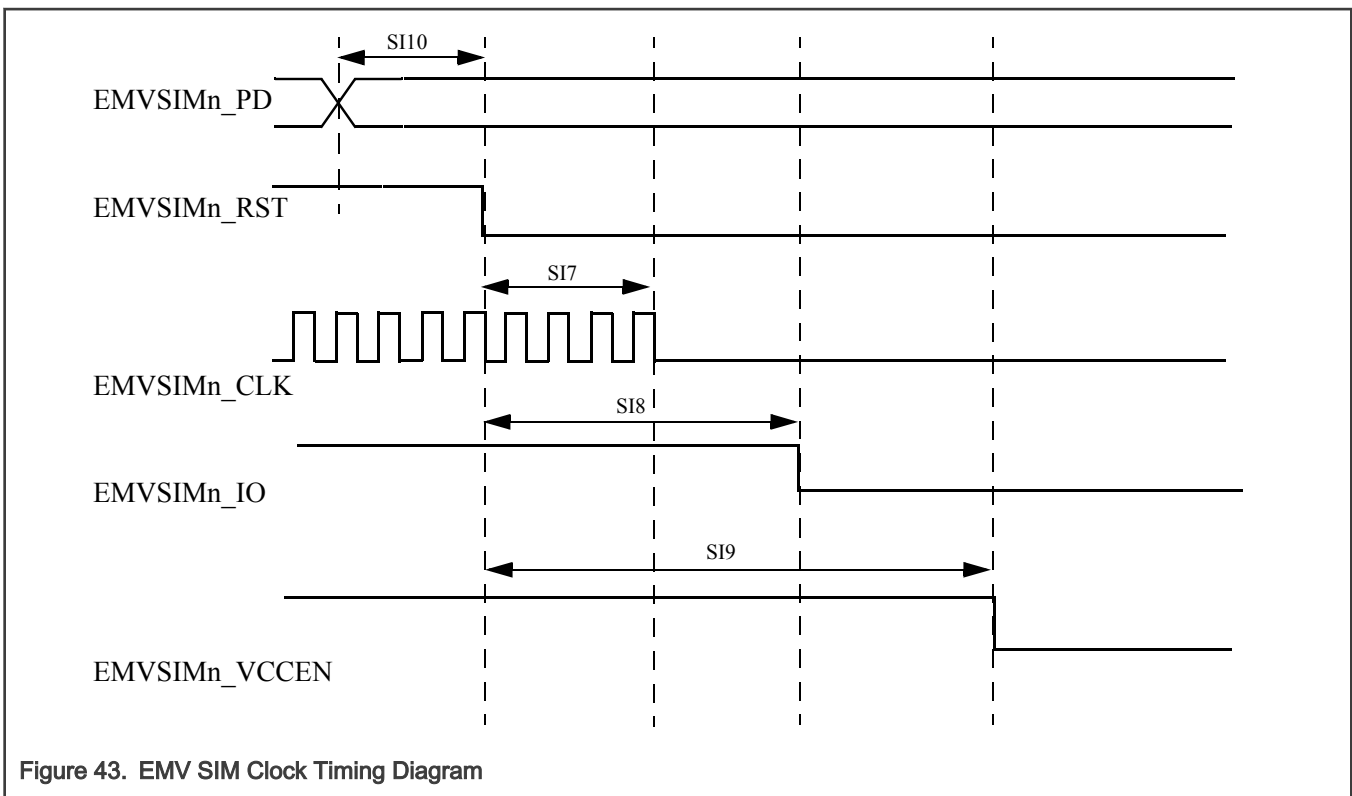 SI10
EMVSIMn_PD
EMVSIMn_RST
SI7
EMVSIMn_CLK
SI8
EMVSIMn_IO
SI9
EMVSIMn_VCCEN
Figure 43. EMV SIM Clock Timing Diagram